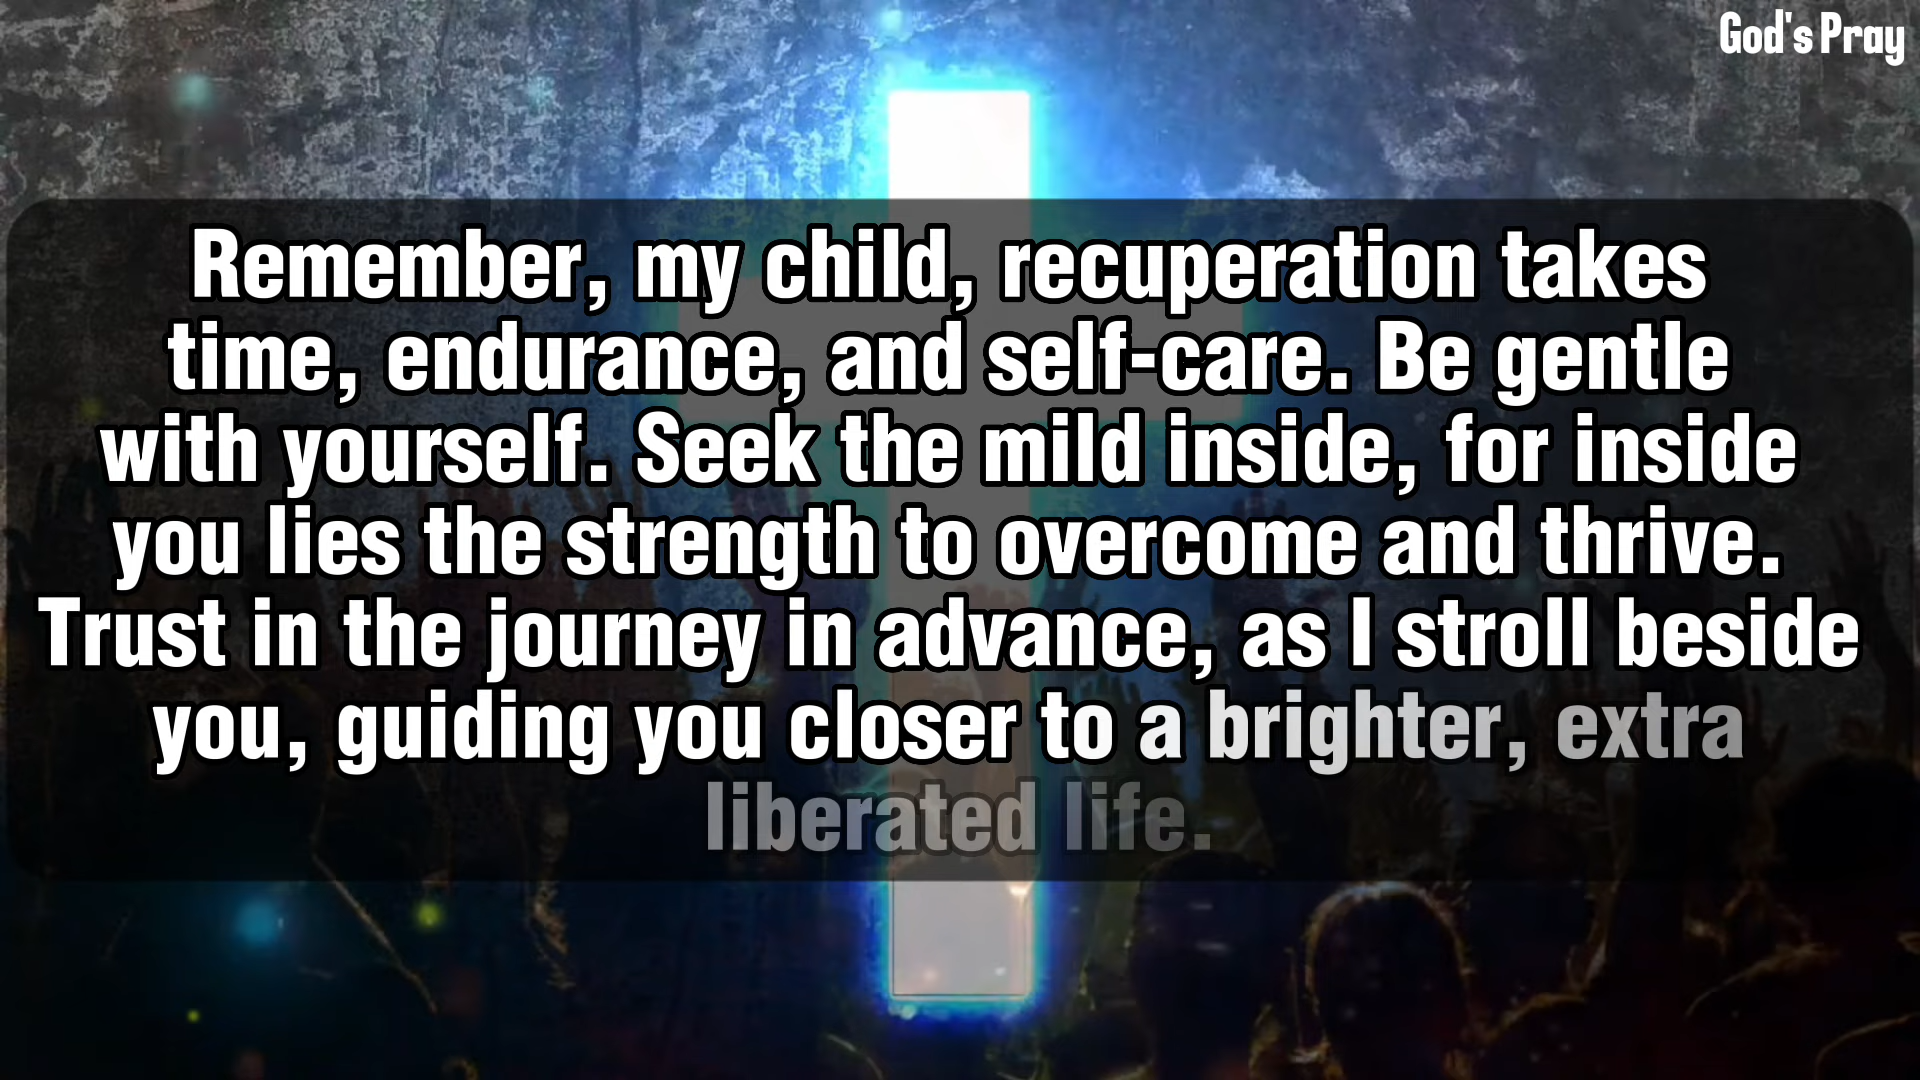 God's Pray
Remember, my child, recuperation takes
time, endurance, and self-care. Be gentle
with yourself. Seek the mild inside, for inside
you lies the strength to overcome and thrive.
Trust in the journey in advance, as I stroll beside
you, guiding you closer to a brighter, extra
liberated life.